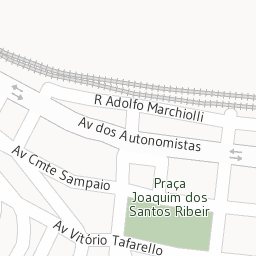 R Adolfo Marchiolli
Av dos Autonomistas
Av Cmte Sampaio
Praça
Joaquim dos
Santos Ribeir
Av Vitório Tafarello